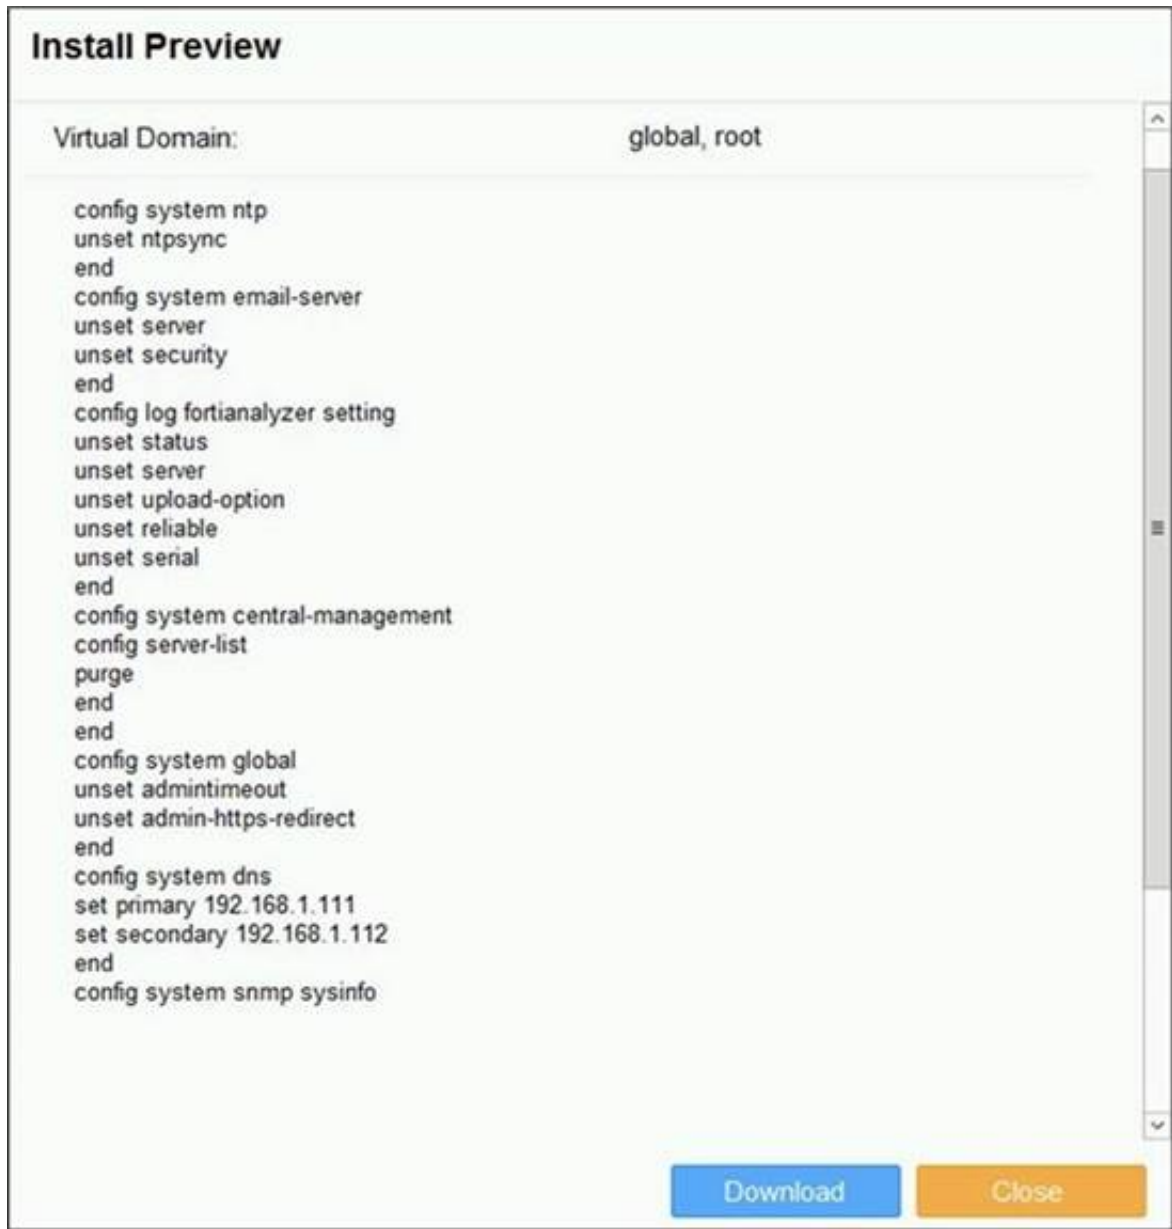 Install Preview
Virtual Domain: global, root
config system ntp
unset ntpsync
end
config system email-server
unset server
unset security
end
config log fortianalyzer setting
unset status
unset server
unset upload-option
unset reliable
unset serial
end
config system central-management
config server-list
purge
end
end
config system global
unset admintimeout
unset admin-https-redirect
end
config system dns
set primary 192.168.1.111
set secondary 192.168.1.112
end
config system snmp sysinfo
Download Close